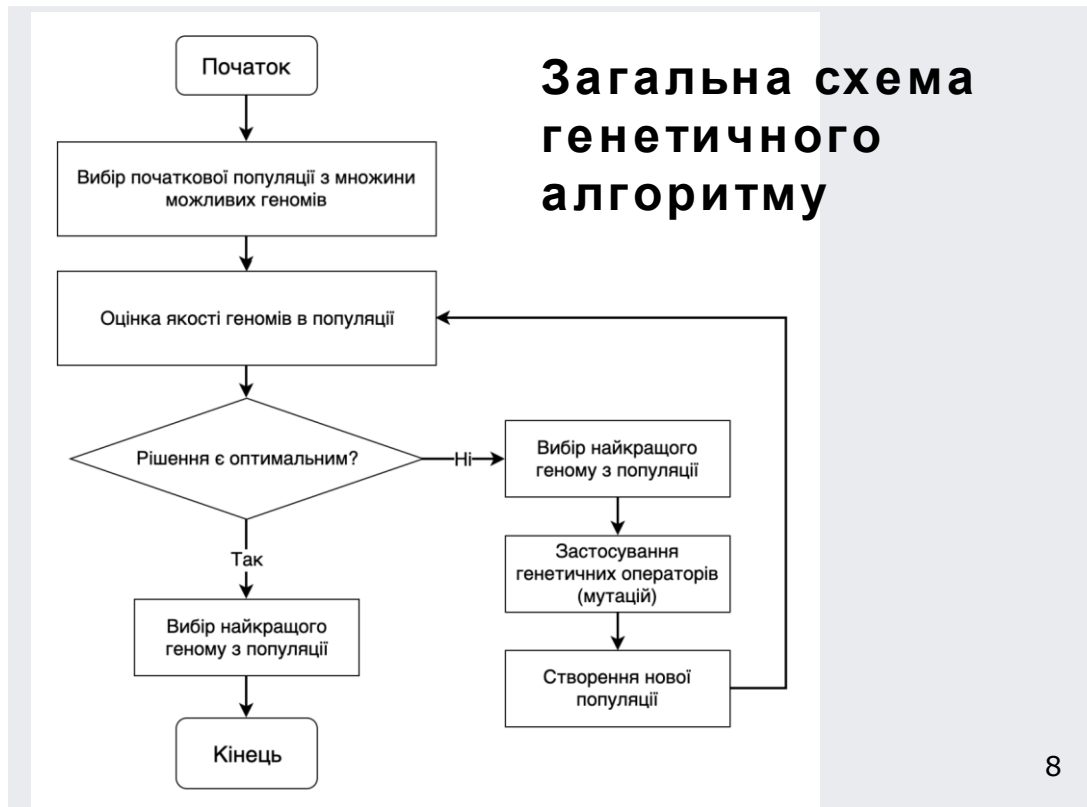 Загальна схема
генетичного
алгоритму
Початок
Вибір початкової популяції з множини
можливих геномів
Оцінка якості геномів в популяції
Рішення є оптимальним?
Ні
Вибір найкращого
геному з популяції
Застосування
генетичних операторів
(мутацій)
Створення нової
популяції
Так
Вибір найкращого
геному з популяції
Кінець
8